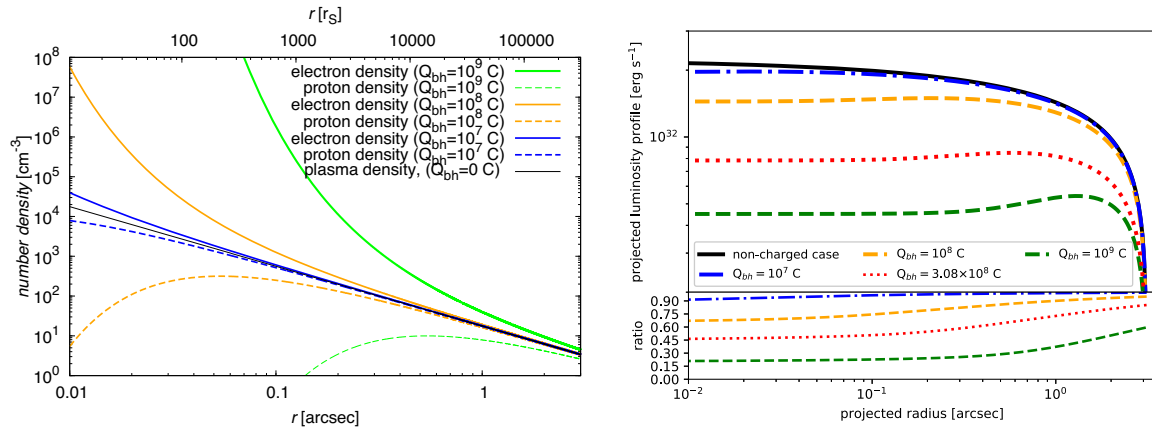 r [r_S]
100 1000 10000 100000
10^8
10^7
10^6
10^5
10^4
10^3
10^2
10^1
10^0
number density [cm^-3]
electron density (Q_bh=10^9 C)
proton density (Q_bh=10^9 C)
electron density (Q_bh=10^8 C)
proton density (Q_bh=10^8 C)
electron density (Q_bh=10^7 C)
proton density (Q_bh=10^7 C)
plasma density, (Q_bh=0 C)
0.01 0.1 1
r [arcsec]
projected luminosity profile [erg s^-1]
10^32
non-charged case
Q_bh = 10^7 C
Q_bh = 10^8 C
Q_bh = 3.08×10^8 C
Q_bh = 10^9 C
ratio
0.90
0.75
0.60
0.45
0.30
0.15
0.00
10^-2 10^-1 10^0
projected radius [arcsec]